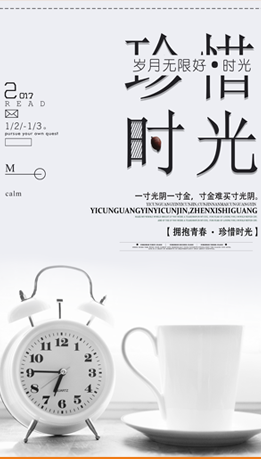 珍惜
岁月无限好·时光
时光
2017
READ
1/2/-1/3。
pursue your own quest
M
calm
一寸光阴一寸金，寸金难买寸光阴。
YICUNGUANGYINYICUNJIN,ZHENXISHIGUANG
【 拥抱青春 · 珍惜时光 】
12
1
2
3
4
5
6
7
8
9
10
11